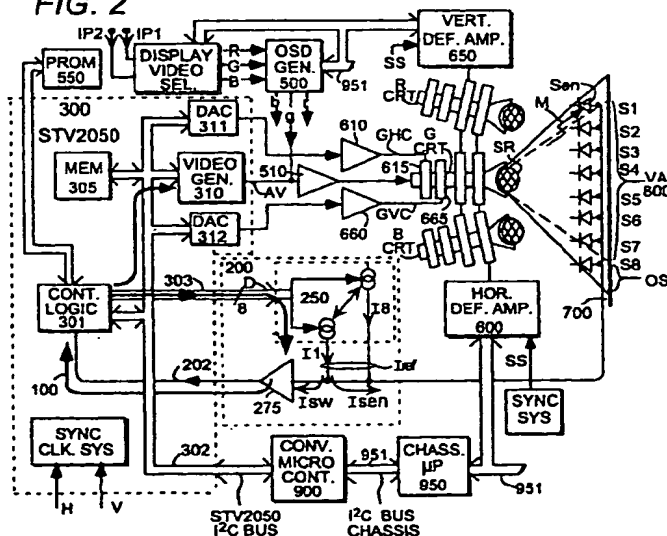 FIG. 2
IP2 IP1
VERT.
DEF. AMP.
650
SS
PROM
550
DISPLAY
VIDEO
SEL.
R
G
B
OSD
GEN.
500
951
300
STV2050
DAC
311
b g r
610
GHC
R
CRT
G
CRT
Sen
M
SR
S1
S2
S3
S4
S5
S6
S7
S8
VA
800
OS
700
MEM
305
VIDEO
GEN.
310
510
AV
615
DAC
312
660
GVC
665
B
CRT
CONT.
LOGIC
301
303
200
D
8
250
I8
I1
HOR.
DEF. AMP.
600
SS
SYNC
SYS
100
202
275
Isw
Isen
SYNC
CLK. SYS
302
CONV.
MICRO
CONT.
900
951
CHASS.
μP
950
951
H
V
STV2050
I²C BUS
I²C BUS
CHASSIS